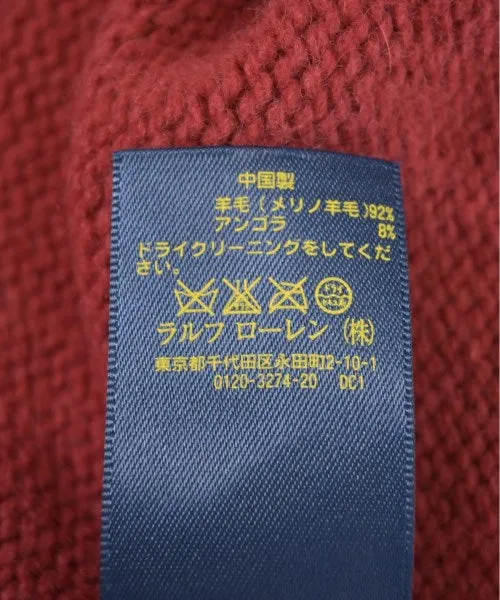 中国製
羊毛(メリノ羊毛)92%
アンゴラ 8%
ドライクリーニングをしてくだ
さい。
ドライ
ラルフ ローレン(株)
東京都千代田区永田町2-10-1
0120-3274-20 DC1